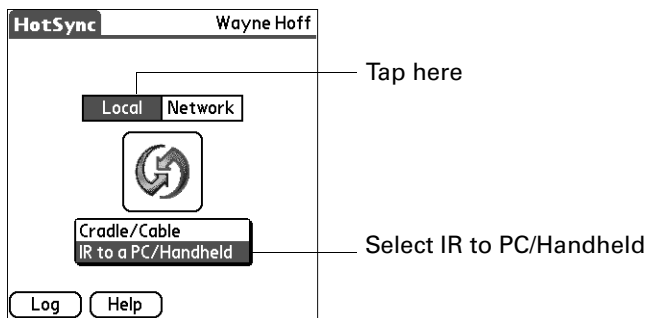 HotSync Wayne Hoff
Tap here
Local Network
Cradle/Cable
IR to a PC/Handheld
Select IR to PC/Handheld
Log Help